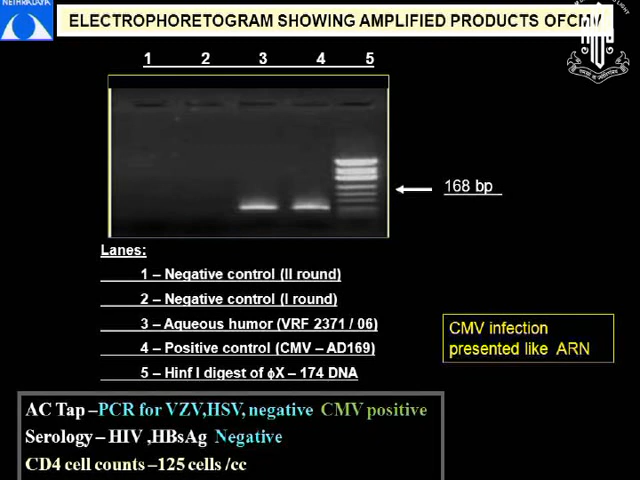 NETHRALAYA
ELECTROPHORETOGRAM SHOWING AMPLIFIED PRODUCTS OFCMV
1 2 3 4 5
168 bp
Lanes:
1 – Negative control (II round)
2 – Negative control (I round)
3 – Aqueous humor (VRF 2371 / 06)
4 – Positive control (CMV – AD169)
5 – Hinf I digest of ϕX – 174 DNA
CMV infection
presented like ARN
AC Tap –PCR for VZV,HSV, negative CMV positive
Serology – HIV ,HBsAg Negative
CD4 cell counts –125 cells /cc